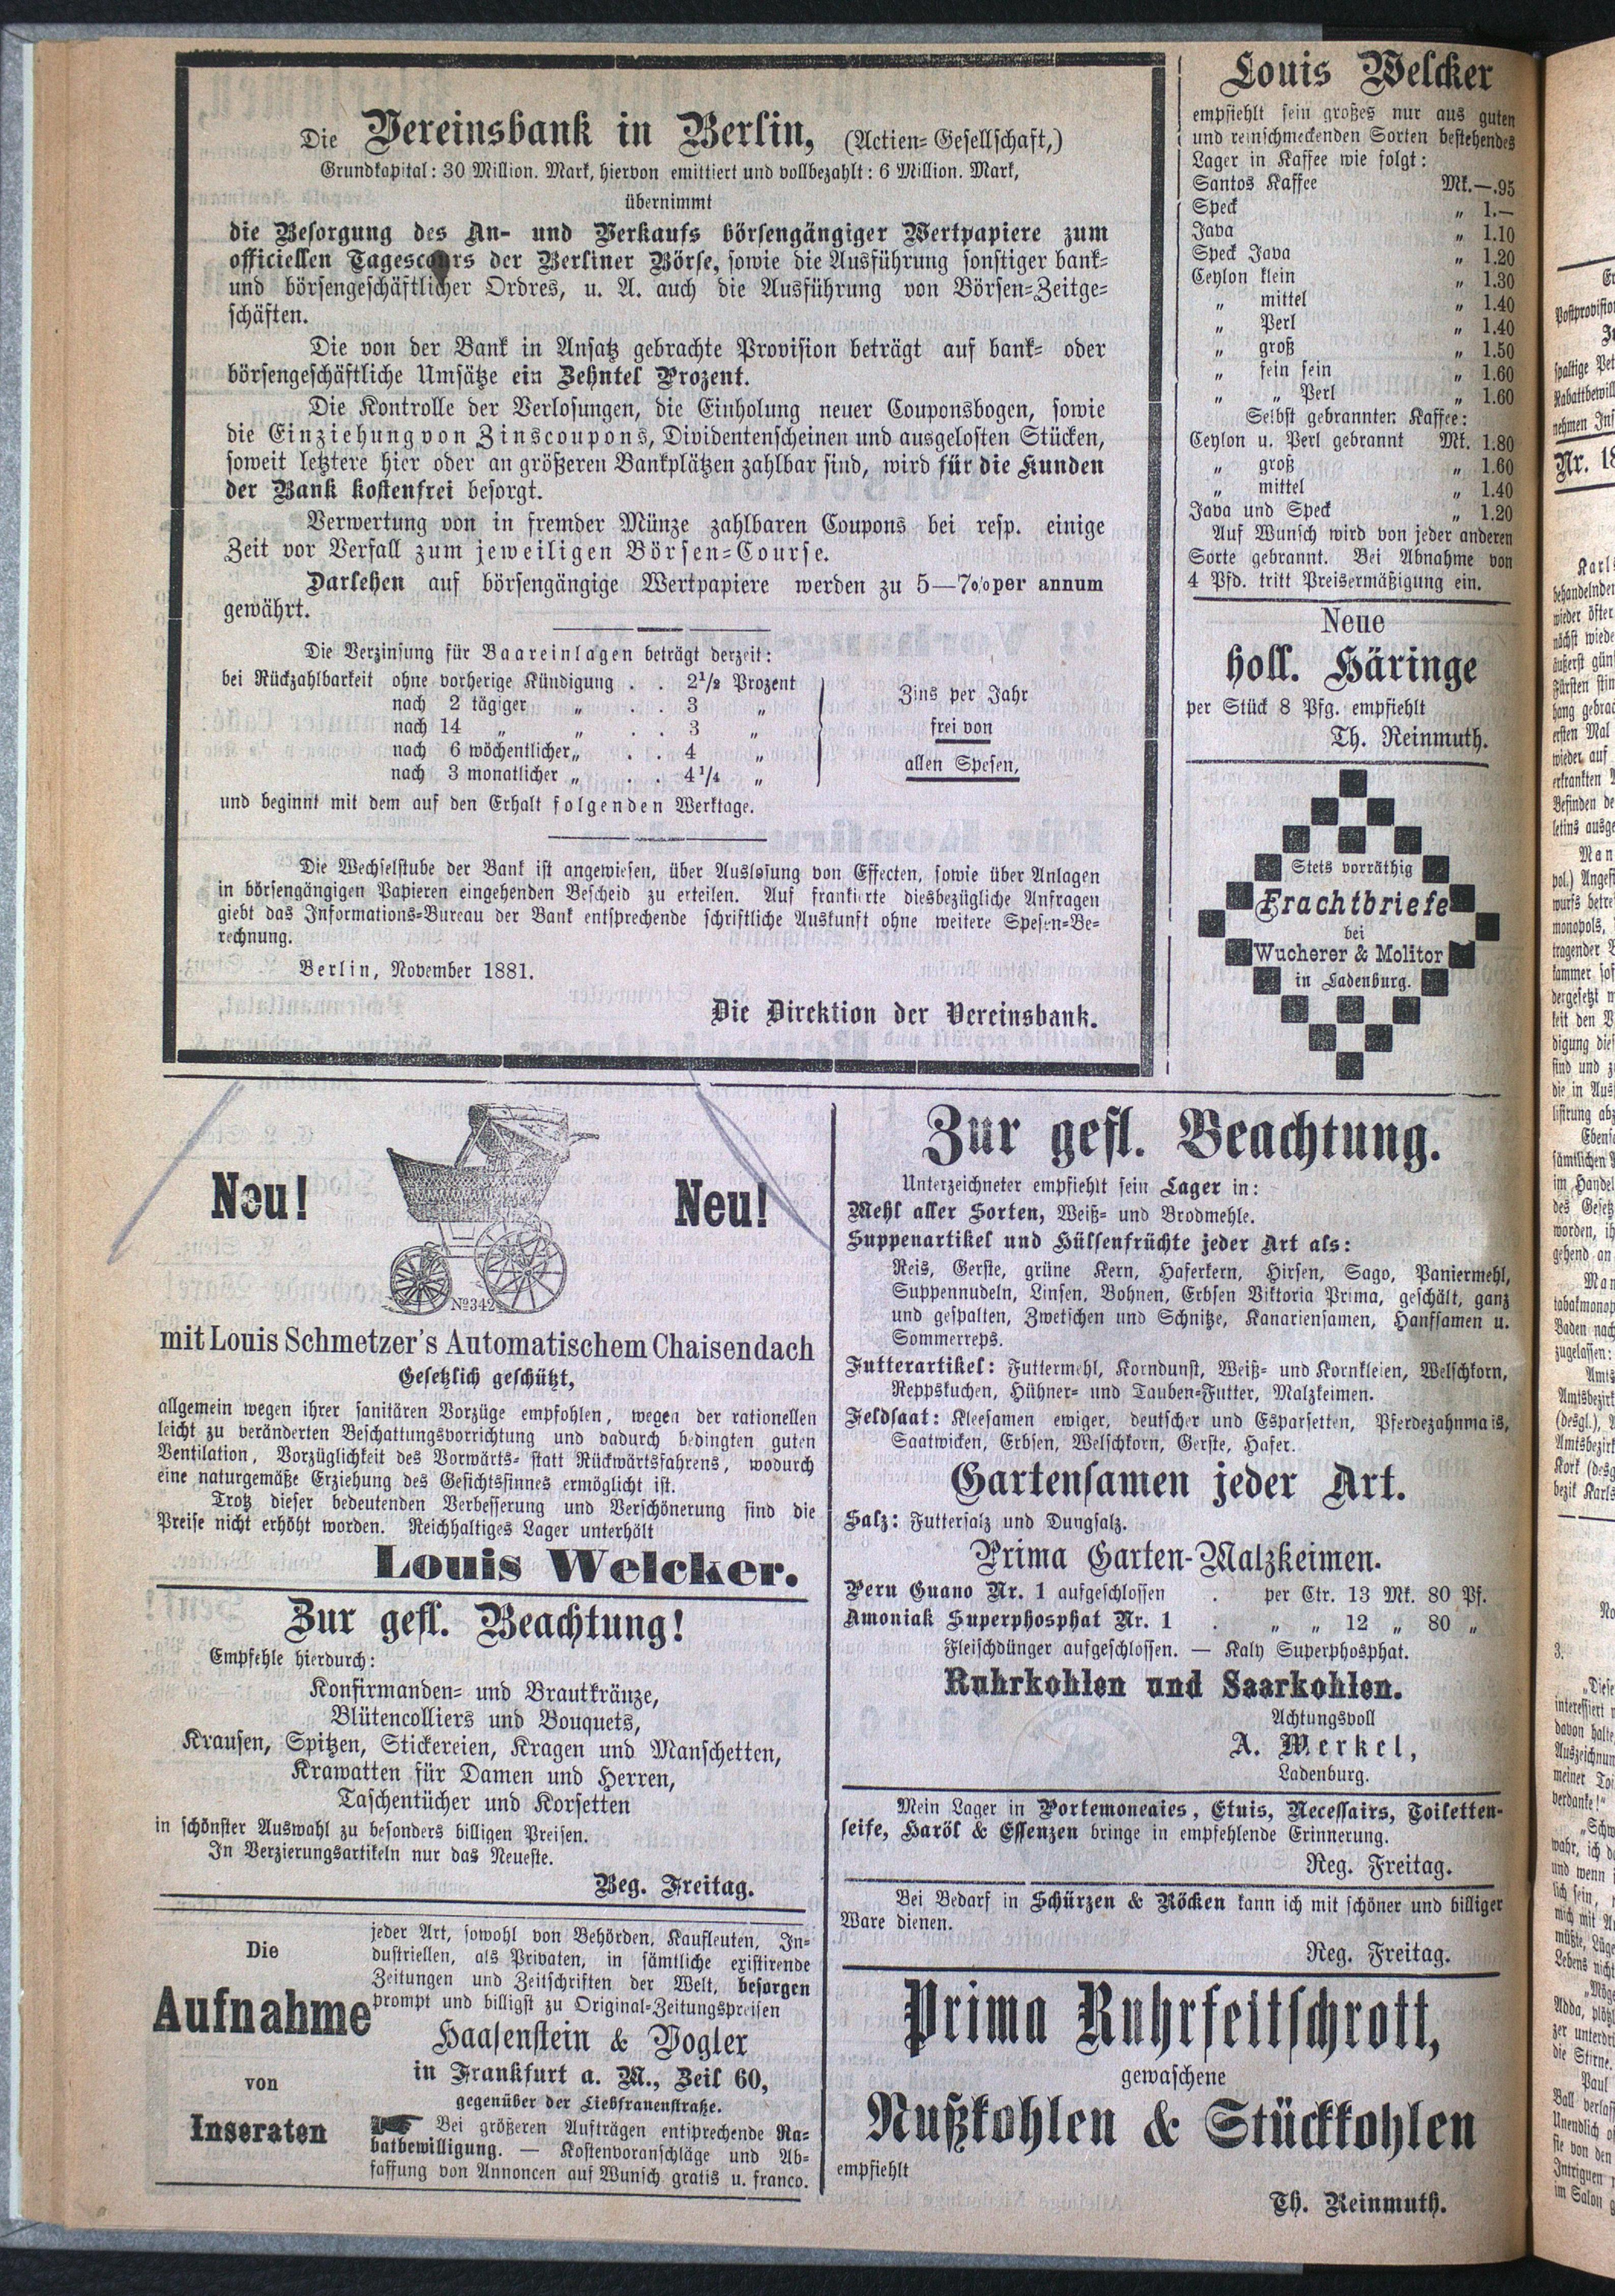 Die Vereinsbank in Berlin, (Actien=Gesellschaft,)
Grundkapital: 30 Million. Mark, hiervon emittiert und vollbezahlt: 6 Million. Mark,
übernimmt
die Besorgung des An- und Verkaufs börsengängiger Wertpapiere zum
officiellen Tagescours der Berliner Börse, sowie die Ausführung sonstiger bank=
und börsengeschäftlicher Ordres, u. A. auch die Ausführung von Börsen=Zeitge=
schäften.
Die von der Bank in Ansatz gebrachte Provision beträgt auf bank= oder
börsengeschäftliche Umsätze ein Zehntel Prozent.
Die Kontrolle der Verlosungen, die Einholung neuer Couponsbogen, sowie
die Einziehung von Zinscoupons, Dividentenscheinen und ausgelosten Stücken,
soweit letztere hier oder an größeren Bankplätzen zahlbar sind, wird für die Kunden
der Bank kostenfrei besorgt.
Verwertung von in fremder Münze zahlbaren Coupons bei resp. einige
Zeit vor Verfall zum jeweiligen Börsen=Course.
Darlehen auf börsengängige Wertpapiere werden zu 5—7% per annum
gewährt.
Die Verzinsung für Baareinlagen beträgt derzeit:
bei Rückzahlbarkeit ohne vorherige Kündigung . . 2 1/2 Prozent
nach 2 tägiger „ . . 3 „
nach 14 „ „ . . 3 „
nach 6 wöchentlicher „ . . 4 „
nach 3 monatlicher „ . . 4 1/4 „
Zins per Jahr
frei von
allen Spesen,
und beginnt mit dem auf den Erhalt folgenden Werktage.
Die Wechselstube der Bank ist angewiesen, über Auslosung von Effecten, sowie über Anlagen
in börsengängigen Papieren eingehenden Bescheid zu erteilen. Auf frankirte diesbezügliche Anfragen
giebt das Informations=Bureau der Bank entsprechende schriftliche Auskunft ohne weitere Spesen=Be=
rechnung.
Berlin, November 1881.
Die Direktion der Vereinsbank.
Louis Welcker
empfiehlt sein großes nur aus guten
und reinschmeckenden Sorten bestehendes
Lager in Kaffee wie folgt:
Santos Kaffee Mk.—.95
Speck „ 1.—
Java „ 1.10
Speck Java „ 1.20
Ceylon klein „ 1.30
„ mittel „ 1.40
„ Perl „ 1.40
„ groß „ 1.50
„ fein fein „ 1.60
„ „ Perl „ 1.60
Selbst gebrannten Kaffee:
Ceylon u. Perl gebrannt Mk. 1.80
„ groß „ 1.60
„ mittel „ 1.40
Java und Speck „ 1.20
Auf Wunsch wird von jeder anderen
Sorte gebrannt. Bei Abnahme von
4 Pfd. tritt Preisermäßigung ein.
Neue
holl. Häringe
per Stück 8 Pfg. empfiehlt
Th. Reinmuth.
Stets vorräthig
Frachtbriefe
bei
Wucherer & Molitor
in Ladenburg.
Neu!
Neu!
No 342
mit Louis Schmetzer's Automatischem Chaisendach
Gesetzlich geschützt,
allgemein wegen ihrer sanitären Vorzüge empfohlen, wegen der rationellen
leicht zu veränderten Beschattungsvorrichtung und dadurch bedingten guten
Ventilation, Vorzüglichkeit des Vorwärts= statt Rückwärtsfahrens, wodurch
eine naturgemäße Erziehung des Gesichtssinnes ermöglicht ist.
Trotz dieser bedeutenden Verbesserung und Verschönerung sind die
Preise nicht erhöht worden. Reichhaltiges Lager unterhält
Louis Welcker.
Zur gefl. Beachtung!
Empfehle hierdurch:
Konfirmanden= und Brautkränze,
Blütencolliers und Bouquets,
Krausen, Spitzen, Stickereien, Kragen und Manschetten,
Krawatten für Damen und Herren,
Taschentücher und Korsetten
in schönster Auswahl zu besonders billigen Preisen.
In Verzierungsartikeln nur das Neueste.
Beg. Freitag.
Die
Aufnahme
von
Inseraten
jeder Art, sowohl von Behörden, Kaufleuten, In=
dustriellen, als Privaten, in sämtliche existirende
Zeitungen und Zeitschriften der Welt, besorgen
prompt und billigst zu Original=Zeitungspreisen
Haasenstein & Vogler
in Frankfurt a. M., Zeil 60,
gegenüber der Liebfrauenstraße.
Bei größeren Aufträgen entsprechende Ra=
batbewilligung. — Kostenvoranschläge und Ab=
fassung von Annoncen auf Wunsch gratis u. franco.
Zur gefl. Beachtung.
Unterzeichneter empfiehlt sein Lager in:
Mehl aller Sorten, Weiß= und Brodmehle.
Suppenartikel und Hülsenfrüchte jeder Art als:
Reis, Gerste, grüne Kern, Haferkern, Hirsen, Sago, Paniermehl,
Suppennudeln, Linsen, Bohnen, Erbsen Viktoria Prima, geschält, ganz
und gespalten, Zwetschen und Schnitze, Kanariensamen, Hanfsamen u.
Sommerreps.
Futterartikel: Futtermehl, Korndunst, Weiß= und Kornkleien, Welschkorn,
Reppskuchen, Hühner= und Tauben=Futter, Malzkeimen.
Feldsaat: Kleesamen ewiger, deutscher und Esparsetten, Pferdezahnmais,
Saatwicken, Erbsen, Welschkorn, Gerste, Hafer.
Gartensamen jeder Art.
Salz: Futtersalz und Dungsalz.
Prima Garten-Malzkeimen.
Peru Guano Nr. 1 aufgeschlossen . per Ctr. 13 Mk. 80 Pf.
Amoniak Superphosphat Nr. 1 . „ „ 12 „ 80 „
Fleischdünger aufgeschlossen. — Kaly Superphosphat.
Ruhrkohlen und Saarkohlen.
Achtungsvoll
A. Merkel,
Ladenburg.
Mein Lager in Portemoneaies, Etuis, Necessairs, Toiletten-
seife, Haröl & Essenzen bringe in empfehlende Erinnerung.
Reg. Freitag.
Bei Bedarf in Schürzen & Röcken kann ich mit schöner und billiger
Ware dienen.
Reg. Freitag.
Prima Ruhrfettschrott,
gewaschene
Nußkohlen & Stückkohlen
empfiehlt
Th. Reinmuth.